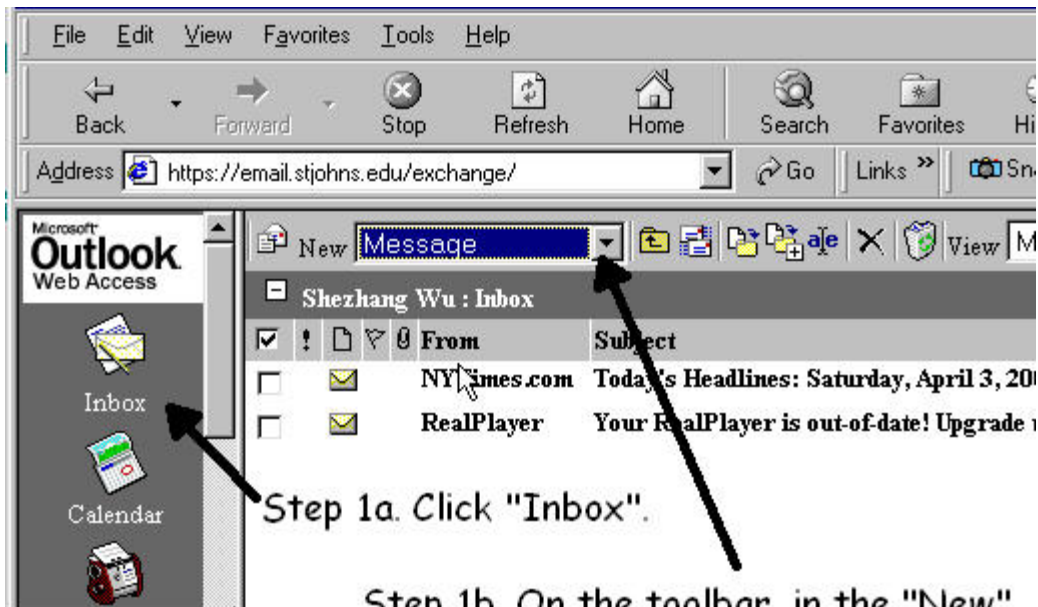 File Edit View Favorites Tools Help
Back Forward Stop Refresh Home Search Favorites Hi
Address https://email.stjohns.edu/exchange/ Go Links » Sn
Microsoft
Outlook
Web Access
New Message View M
Shezhang Wu : Inbox
! From Subject
NYTimes.com Today's Headlines: Saturday, April 3, 20
RealPlayer Your RealPlayer is out-of-date! Upgrade
Inbox
Calendar
Step 1a. Click "Inbox".
Step 1b. On the toolbar, in the "New"